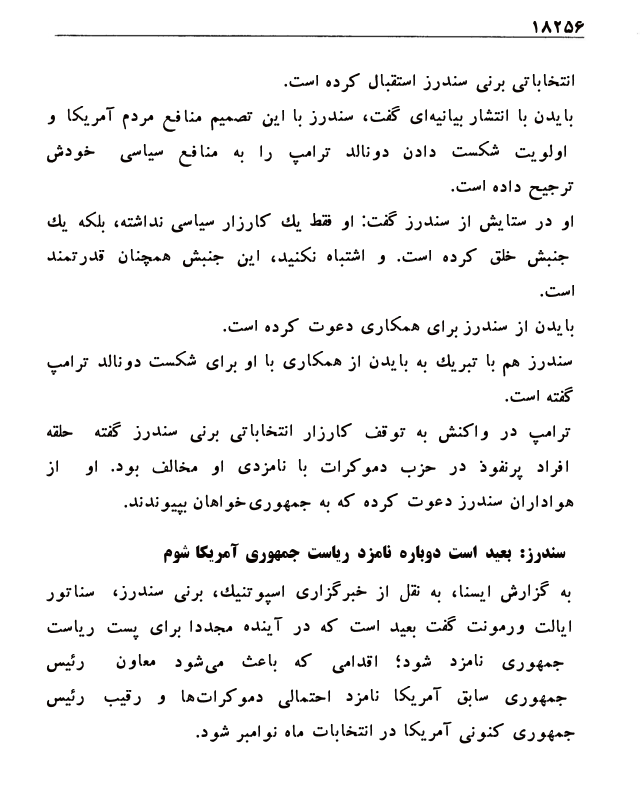 ۱۸۲۵۶
انتخاباتی برنی سندرز استقبال کرده است.
بایدن با انتشار بیانیه‌ای گفت، سندرز با این تصمیم منافع مردم آمریکا و
اولویت شکست دادن دونالد ترامپ را به منافع سیاسی خودش
ترجیح داده است.
او در ستایش از سندرز گفت: او فقط یك کارزار سیاسی نداشته، بلکه یك
جنبش خلق کرده است. و اشتباه نکنید، این جنبش همچنان قدرتمند
است.
بایدن از سندرز برای همکاری دعوت کرده است.
سندرز هم با تبریك به بایدن از همکاری با او برای شکست دونالد ترامپ
گفته است.
ترامپ در واکنش به توقف کارزار انتخاباتی برنی سندرز گفته حلقه
افراد پرنفوذ در حزب دموکرات با نامزدی او مخالف بود. او از
هواداران سندرز دعوت کرده که به جمهوری‌خواهان بپیوندند.
سندرز: بعید است دوباره نامزد ریاست جمهوری آمریکا شوم
به گزارش ایسنا، به نقل از خبرگزاری اسپوتنیك، برنی سندرز، سناتور
ایالت ورمونت گفت بعید است که در آینده مجددا برای پست ریاست
جمهوری نامزد شود؛ اقدامی که باعث می‌شود معاون رئیس
جمهوری سابق آمریکا نامزد احتمالی دموکرات‌ها و رقیب رئیس
جمهوری کنونی آمریکا در انتخابات ماه نوامبر شود.